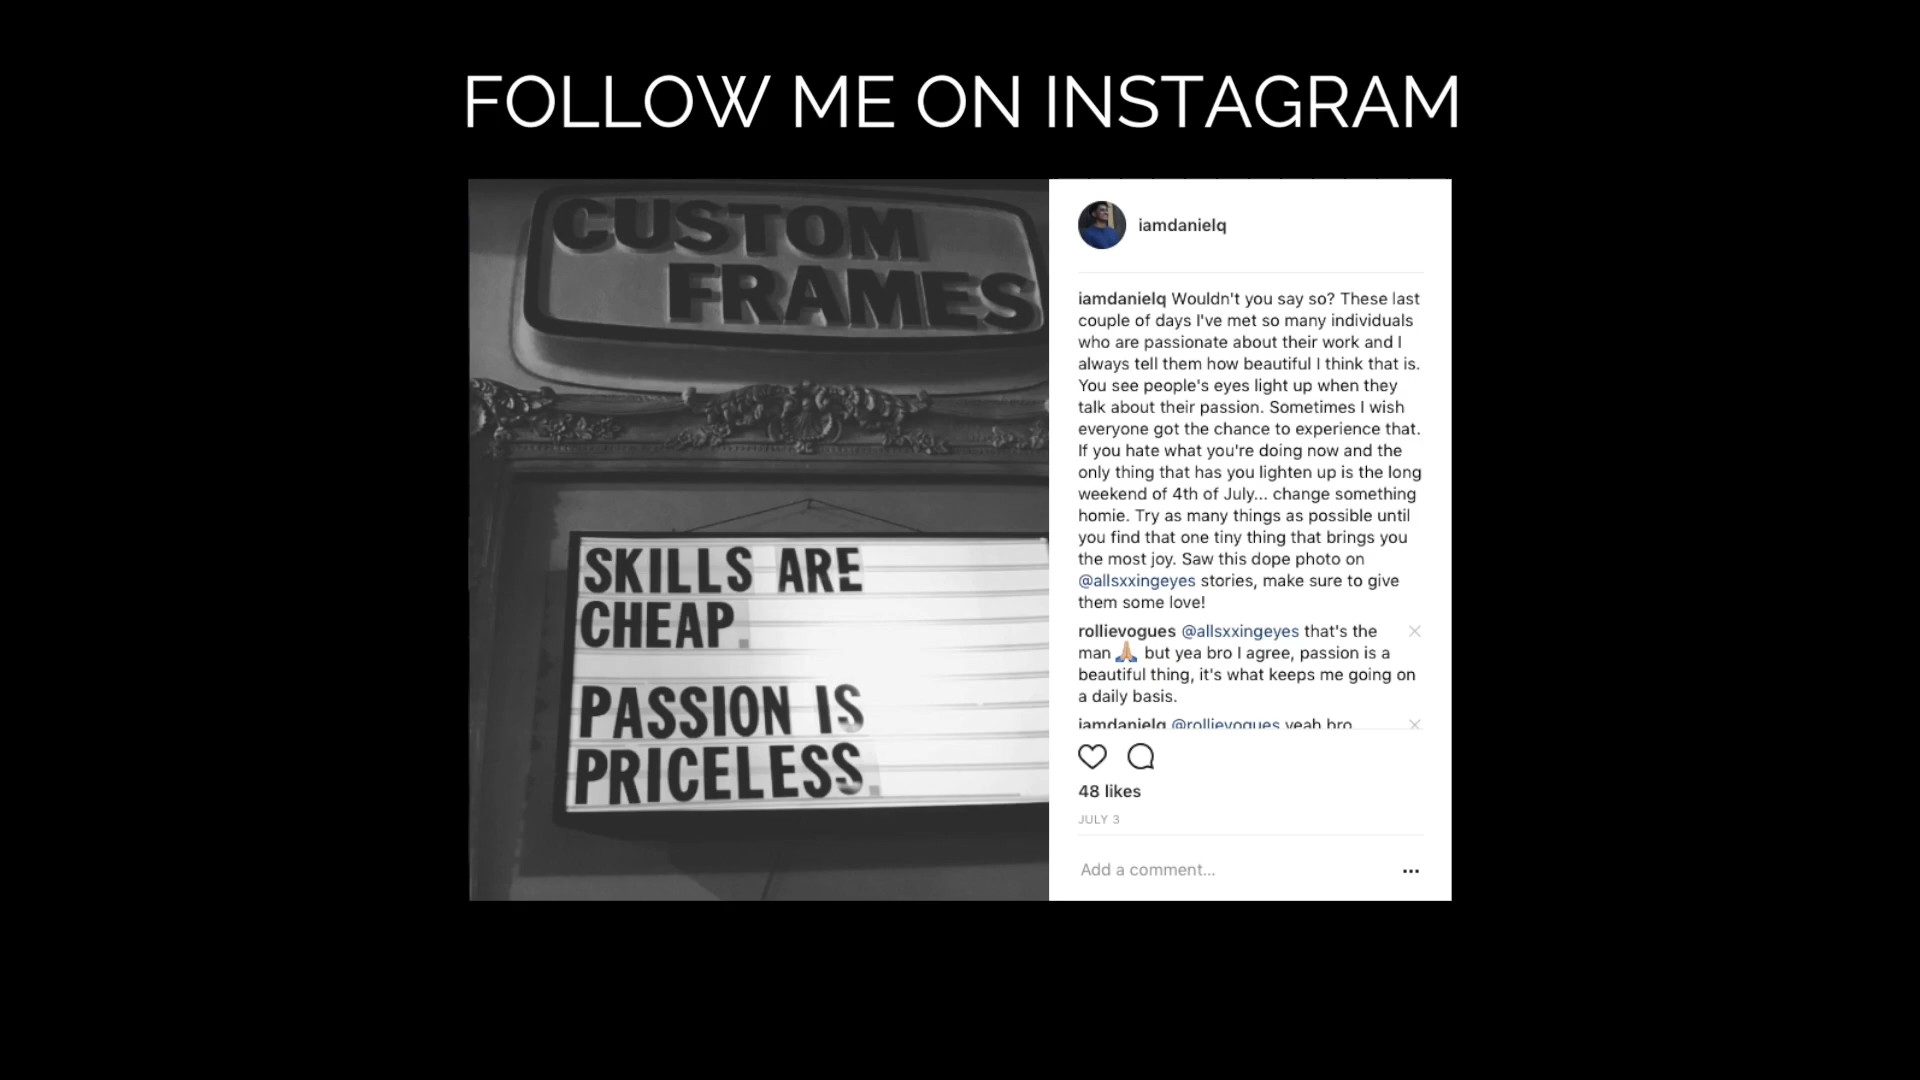 FOLLOW ME ON INSTAGRAM
CUSTOM
FRAMES
SKILLS ARE
CHEAP.
PASSION IS
PRICELESS.
iamdanielq
iamdanielq Wouldn't you say so? These last
couple of days I've met so many individuals
who are passionate about their work and I
always tell them how beautiful I think that is.
You see people's eyes light up when they
talk about their passion. Sometimes I wish
everyone got the chance to experience that.
If you hate what you're doing now and the
only thing that has you lighten up is the long
weekend of 4th of July... change something
homie. Try as many things as possible until
you find that one tiny thing that brings you
the most joy. Saw this dope photo on
@allsxxingeyes stories, make sure to give
them some love!
rollievogues @allsxxingeyes that's the
man 🙏🏼 but yea bro I agree, passion is a
beautiful thing, it's what keeps me going on
a daily basis.
iamdanielq @rollievogues yeah bro
48 likes
JULY 3
Add a comment...